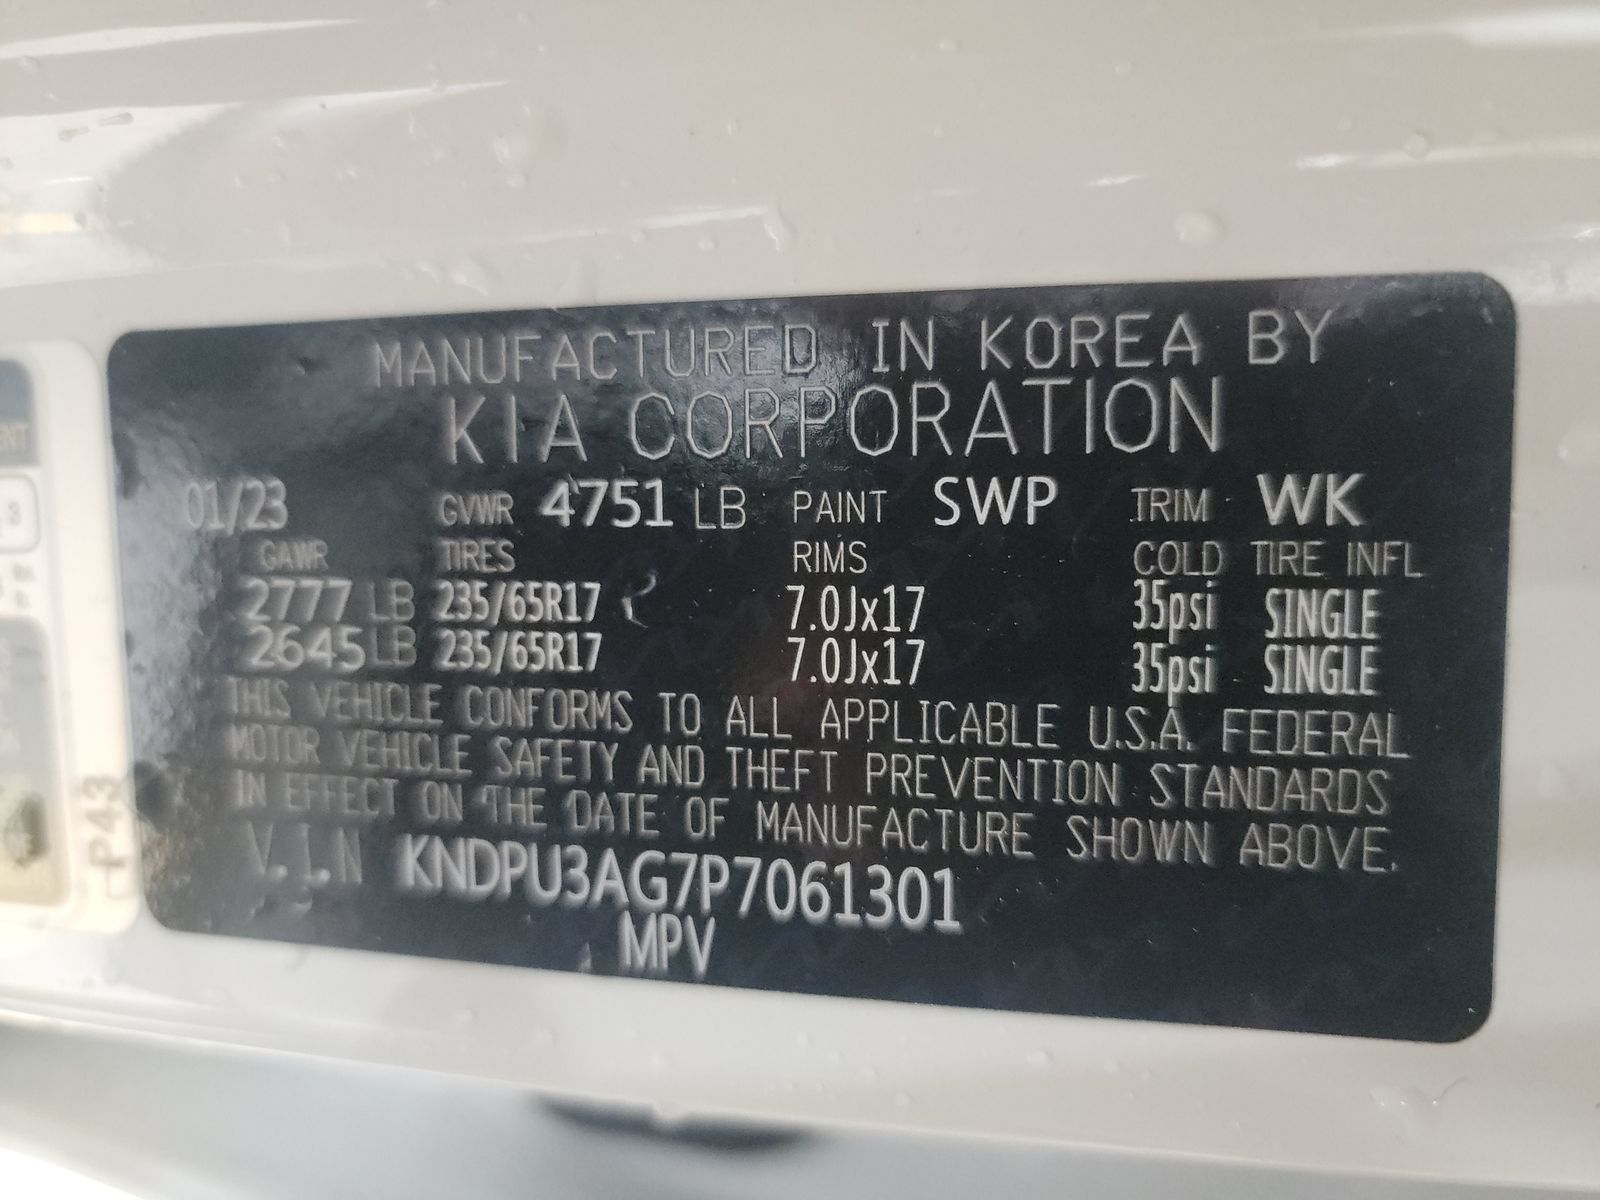 MANUFACTURED IN KOREA BY
KIA CORPORATION
01/23 GVWR 4751 LB PAINT SWP TRIM WK
GAWR TIRES RIMS COLD TIRE INFL
2777 LB 235/65R17 7.0Jx17 35psi SINGLE
2645 LB 235/65R17 7.0Jx17 35psi SINGLE
THIS VEHICLE CONFORMS TO ALL APPLICABLE U.S.A. FEDERAL
MOTOR VEHICLE SAFETY AND THEFT PREVENTION STANDARDS
IN EFFECT ON THE DATE OF MANUFACTURE SHOWN ABOVE.
V.I.N KNDPU3AG7P7061301
MPV
P43